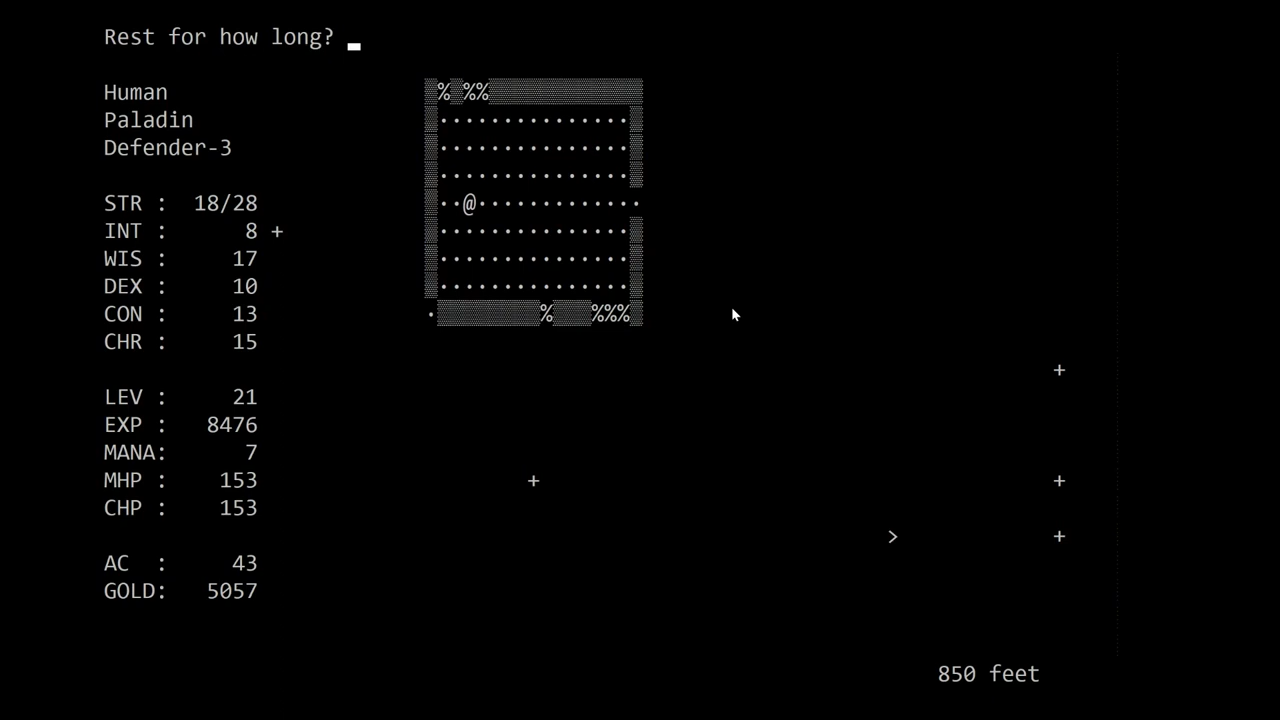 Rest for how long?
Human
Paladin
Defender-3
STR : 18/28
INT : 8 +
WIS : 17
DEX : 10
CON : 13
CHR : 15
LEV : 21
EXP : 8476
MANA: 7
MHP : 153
CHP : 153
AC : 43
GOLD: 5057
% %%
..............
..............
..............
..@.............
..............
..............
..............
. % %%%
+
+ +
> +
850 feet